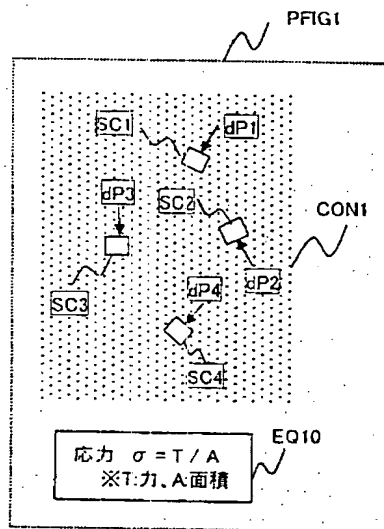 PFIG1
SC1
dP1
dP3
SC2
CON1
dP2
SC3
dP4
SC4
EQ10
応力 σ=T/A
※T:力、A:面積